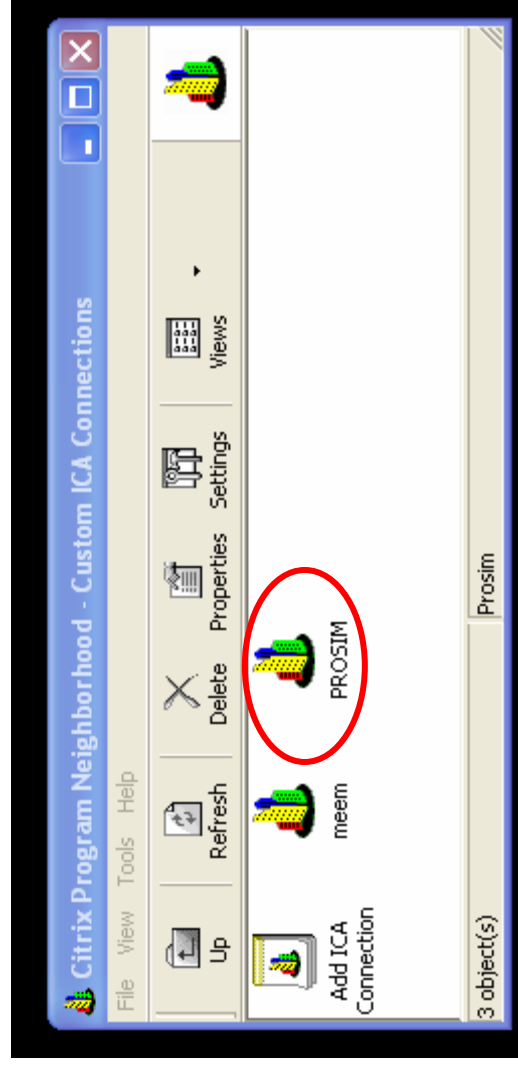 Citrix Program Neighborhood - Custom ICA Connections
File View Tools Help
Up Refresh Delete Properties Settings Views
Add ICA
Connection
meem
PROSIM
3 object(s) Prosim